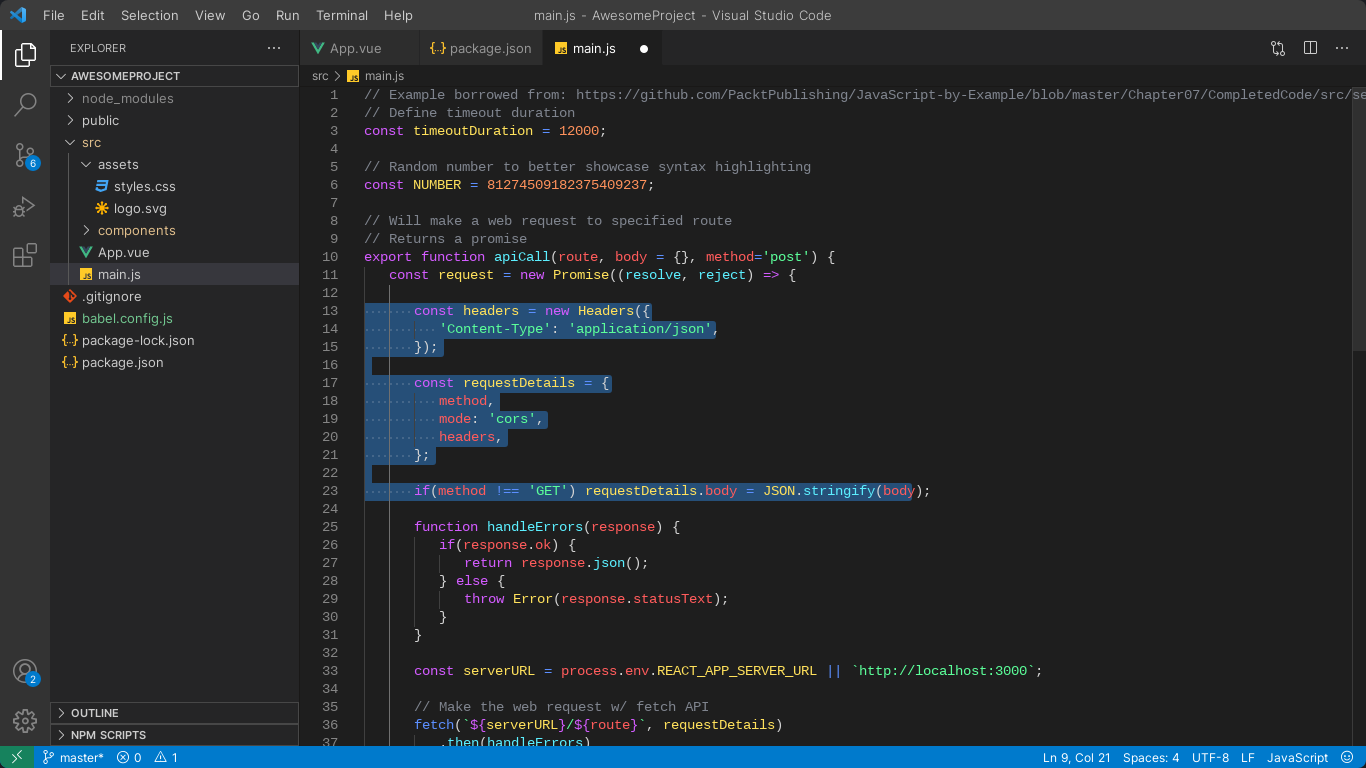 File Edit Selection View Go Run Terminal Help main.js - AwesomeProject - Visual Studio Code
EXPLORER ···
AWESOMEPROJECT
node_modules
public
src
assets
styles.css
logo.svg
components
App.vue
JS main.js
.gitignore
JS babel.config.js
{..} package-lock.json
{..} package.json
OUTLINE
NPM SCRIPTS
6
2
App.vue {..} package.json JS main.js ●
src > JS main.js
1 // Example borrowed from: https://github.com/PacktPublishing/JavaScript-by-Example/blob/master/Chapter07/CompletedCode/src/se
2 // Define timeout duration
3 const timeoutDuration = 12000;
4
5 // Random number to better showcase syntax highlighting
6 const NUMBER = 81274509182375409237;
7
8 // Will make a web request to specified route
9 // Returns a promise
10 export function apiCall(route, body = {}, method='post') {
11 const request = new Promise((resolve, reject) => {
12
13 const headers = new Headers({
14 'Content-Type': 'application/json',
15 });
16
17 const requestDetails = {
18 method,
19 mode: 'cors',
20 headers,
21 };
22
23 if(method !== 'GET') requestDetails.body = JSON.stringify(body);
24
25 function handleErrors(response) {
26 if(response.ok) {
27 return response.json();
28 } else {
29 throw Error(response.statusText);
30 }
31 }
32
33 const serverURL = process.env.REACT_APP_SERVER_URL || `http://localhost:3000`;
34
35 // Make the web request w/ fetch API
36 fetch(`${serverURL}/${route}`, requestDetails)
37 .then(handleErrors)
master* 0 1 Ln 9, Col 21 Spaces: 4 UTF-8 LF JavaScript